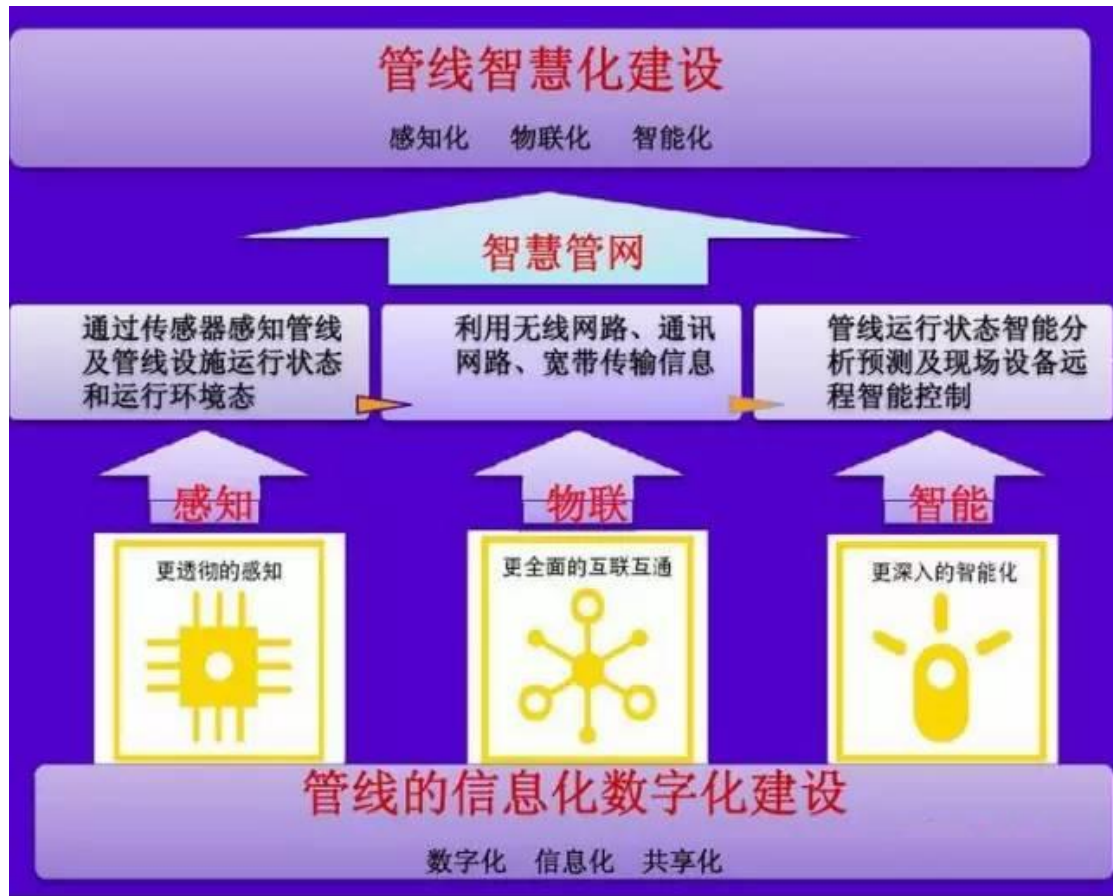 管线智慧化建设
感知化 物联化 智能化
智慧管网
通过传感器感知管线
及管线设施运行状态
和运行环境态
利用无线网路、通讯
网路、宽带传输信息
管线运行状态智能分
析预测及现场设备远
程智能控制
感知
物联
智能
更透彻的感知
更全面的互联互通
更深入的智能化
管线的信息化数字化建设
数字化 信息化 共享化